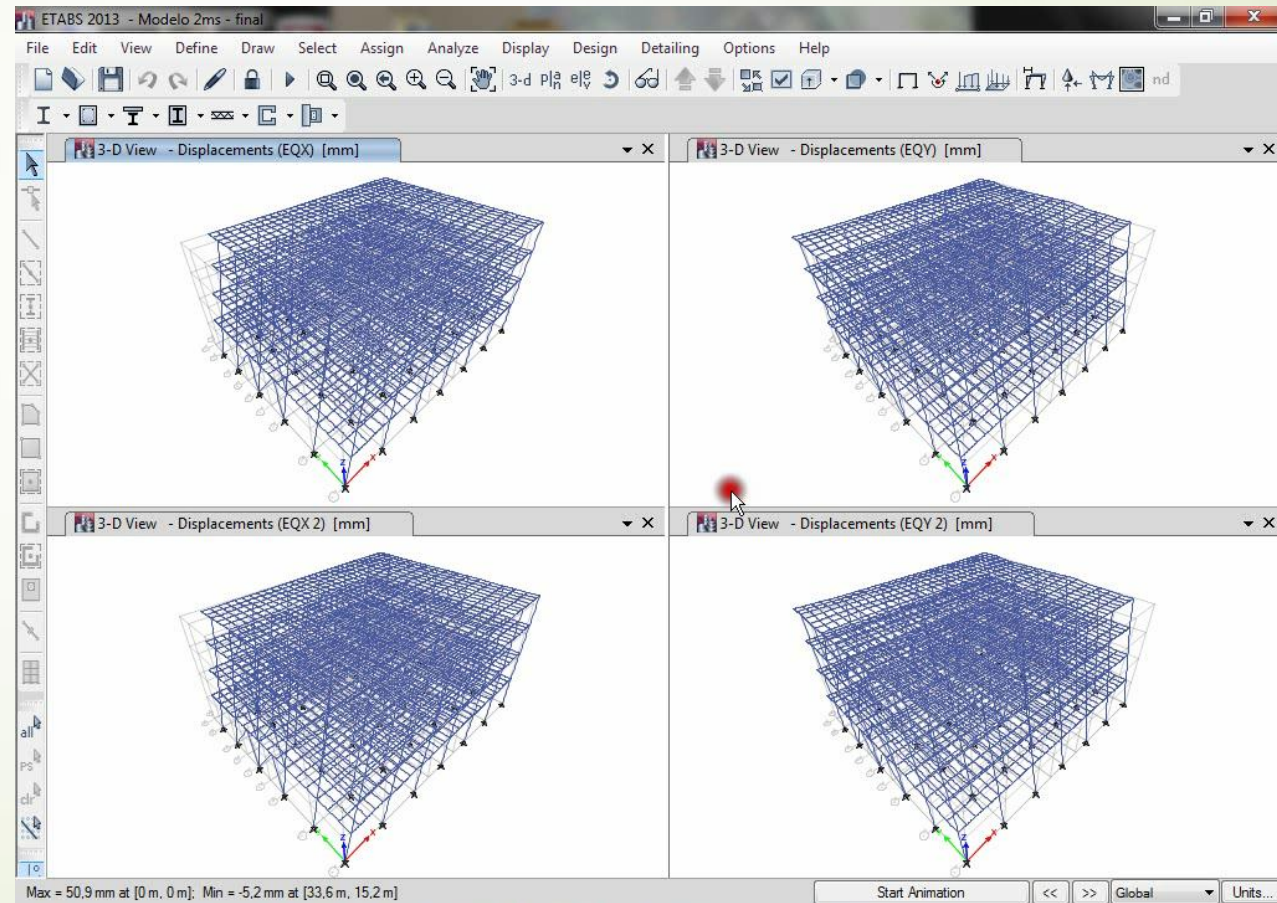 ETABS 2013 - Modelo 2ms - final
File Edit View Define Draw Select Assign Analyze Display Design Detailing Options Help
3-d nd
3-D View - Displacements (EQX) [mm]
3-D View - Displacements (EQY) [mm]
Z X
Z X
3-D View - Displacements (EQX 2) [mm]
3-D View - Displacements (EQY 2) [mm]
all
ps
clr
Z X
Z X
Max = 50,9 mm at [0 m, 0 m]; Min = -5,2 mm at [33,6 m, 15,2 m] Start Animation << >> Global Units...